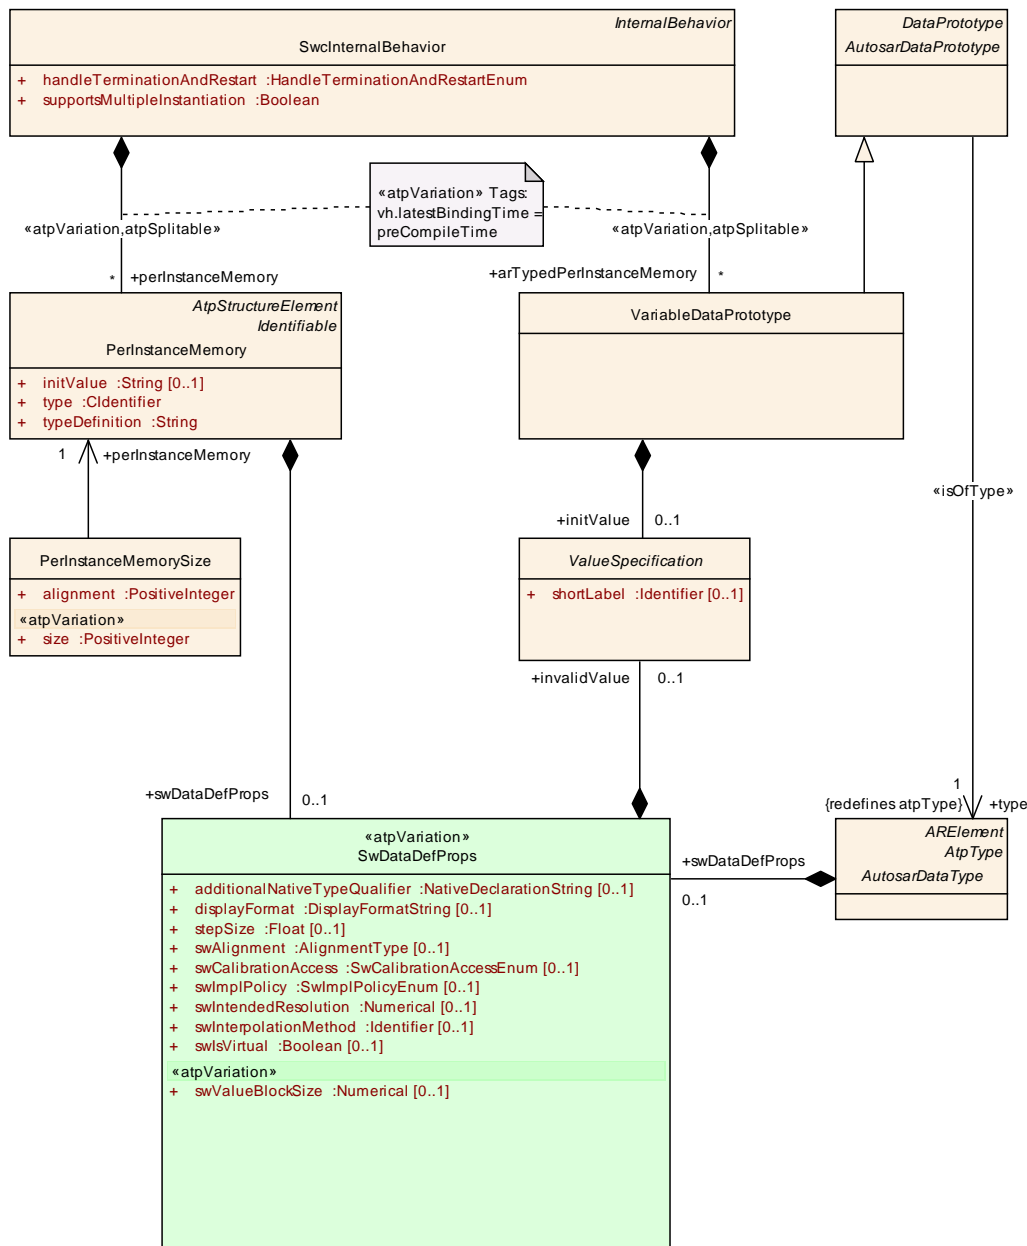 InternalBehavior
SwcInternalBehavior
+ handleTerminationAndRestart :HandleTerminationAndRestartEnum
+ supportsMultipleInstantiation :Boolean
DataPrototype
AutosarDataPrototype
«atpVariation» Tags:
vh.latestBindingTime =
preCompileTime
«atpVariation,atpSplitable»
«atpVariation,atpSplitable»
* +perInstanceMemory
+arTypedPerInstanceMemory *
AtpStructureElement
Identifiable
PerInstanceMemory
+ initValue :String [0..1]
+ type :CIdentifier
+ typeDefinition :String
VariableDataPrototype
1 +perInstanceMemory
«isOfType»
+initValue 0..1
PerInstanceMemorySize
+ alignment :PositiveInteger
«atpVariation»
+ size :PositiveInteger
ValueSpecification
+ shortLabel :Identifier [0..1]
+invalidValue 0..1
+swDataDefProps 0..1
1
{redefines atpType} +type
«atpVariation»
SwDataDefProps
+ additionalNativeTypeQualifier :NativeDeclarationString [0..1]
+ displayFormat :DisplayFormatString [0..1]
+ stepSize :Float [0..1]
+ swAlignment :AlignmentType [0..1]
+ swCalibrationAccess :SwCalibrationAccessEnum [0..1]
+ swImplPolicy :SwImplPolicyEnum [0..1]
+ swIntendedResolution :Numerical [0..1]
+ swInterpolationMethod :Identifier [0..1]
+ swIsVirtual :Boolean [0..1]
«atpVariation»
+ swValueBlockSize :Numerical [0..1]
+swDataDefProps
0..1
ARElement
AtpType
AutosarDataType